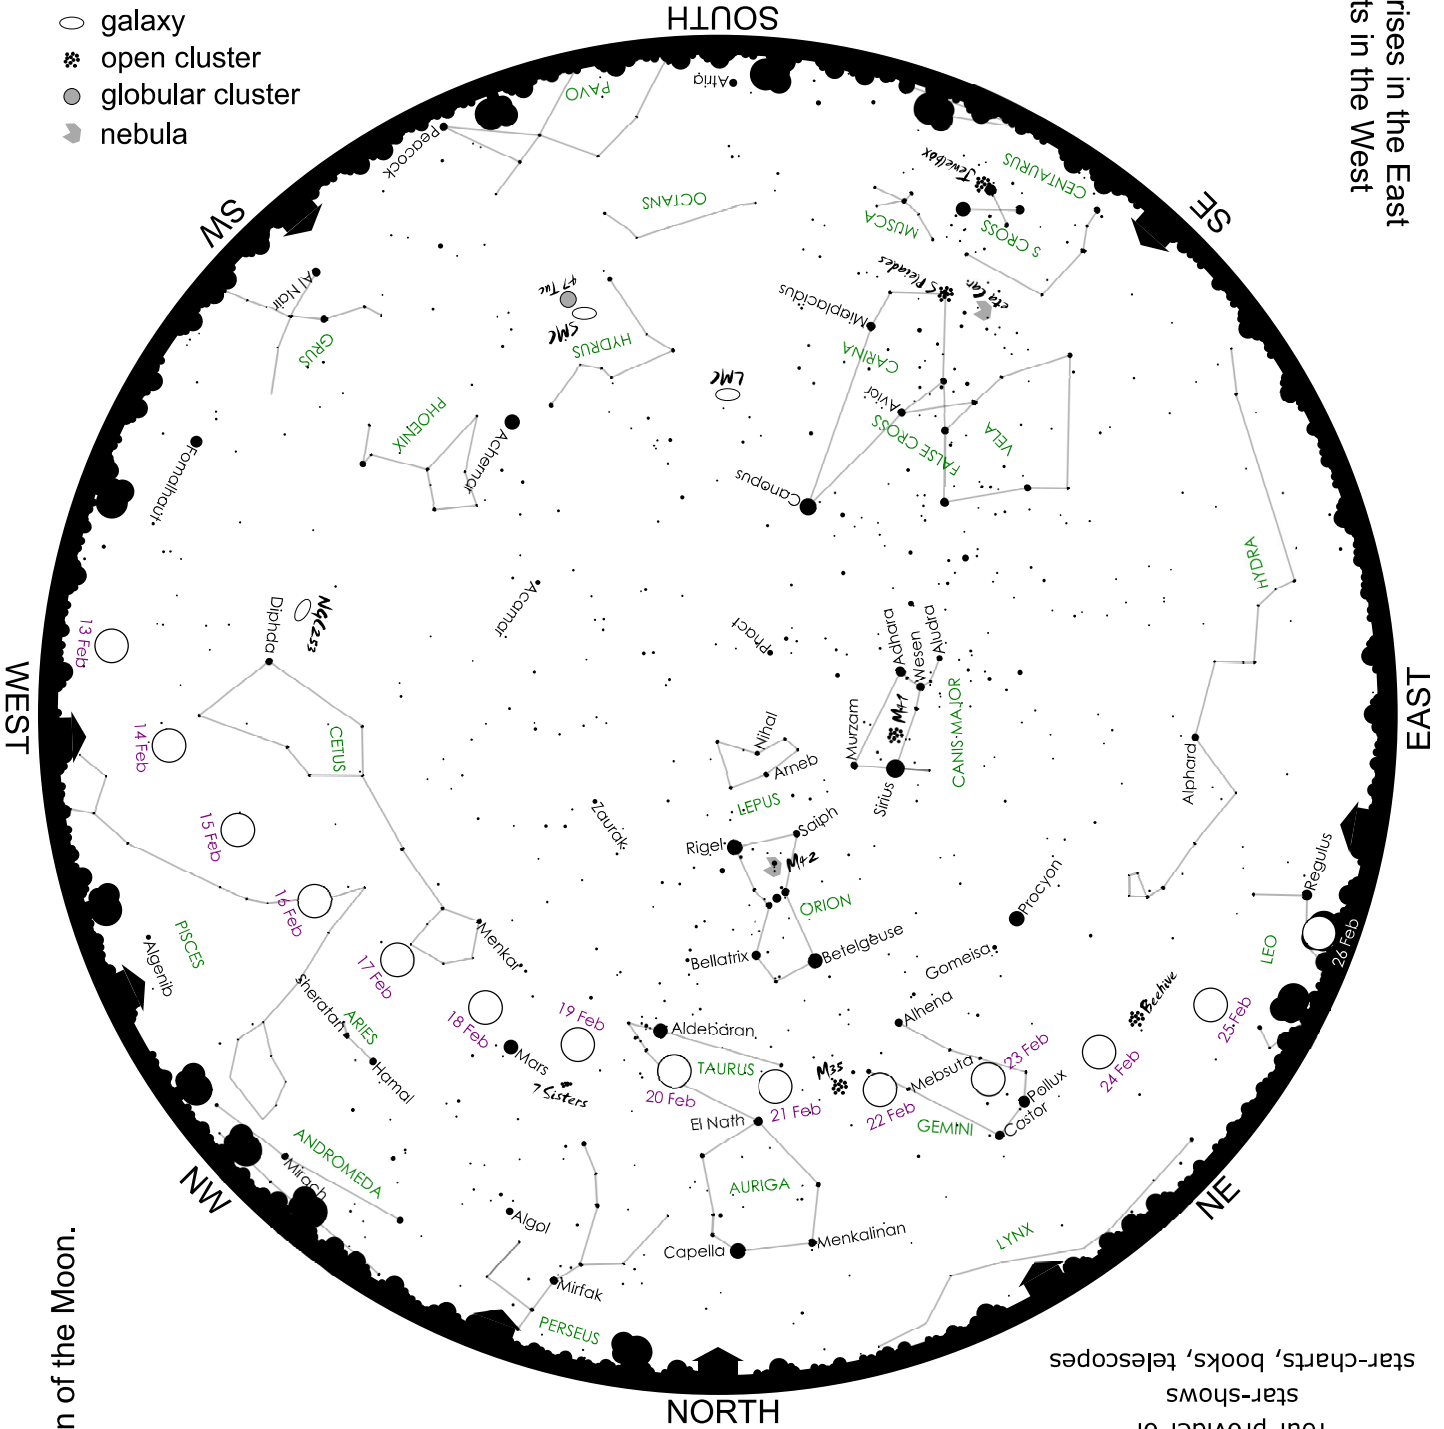 galaxy
open cluster
globular cluster
nebula
SOUTH
rises in the East
ts in the West
SE
EAST
NE
NORTH
NW
WEST
SW
PAVO
Peacock
Atria
OCTANS
Jewelbox
CENTAURUS
MUSCA
S CROSS
S Pleiades
eta Car
Miaplacidus
CARINA
Avior
FALSE CROSS
VELA
Canopus
Al Nair
GRUS
47 Tuc
SMC
HYDRUS
LMC
PHOENIX
Achernar
Fomalhaut
HYDRA
Acamar
Phact
Adhara
Wesen
Aludra
M41
Murzam
CANIS MAJOR
Sirius
Diphda
NGC253
CETUS
Nihal
Arneb
LEPUS
Zaurak
Rigel
Saiph
M42
ORION
Bellatrix
Betelgeuse
Procyon
Gomeisa
Alphard
Regulus
LEO
13 Feb
14 Feb
15 Feb
16 Feb
17 Feb
18 Feb
19 Feb
20 Feb
21 Feb
22 Feb
23 Feb
24 Feb
25 Feb
26 Feb
PISCES
Algenib
Menkar
Sheratan
ARIES
Hamal
Mars
7 Sisters
Aldebaran
TAURUS
M35
Alhena
Mebsuta
Pollux
Castor
GEMINI
Beehive
El Nath
AURIGA
Capella
Menkalinan
ANDROMEDA
Mirach
Algol
Mirfak
PERSEUS
LYNX
n of the Moon.
star-shows
star-charts, books, telescopes